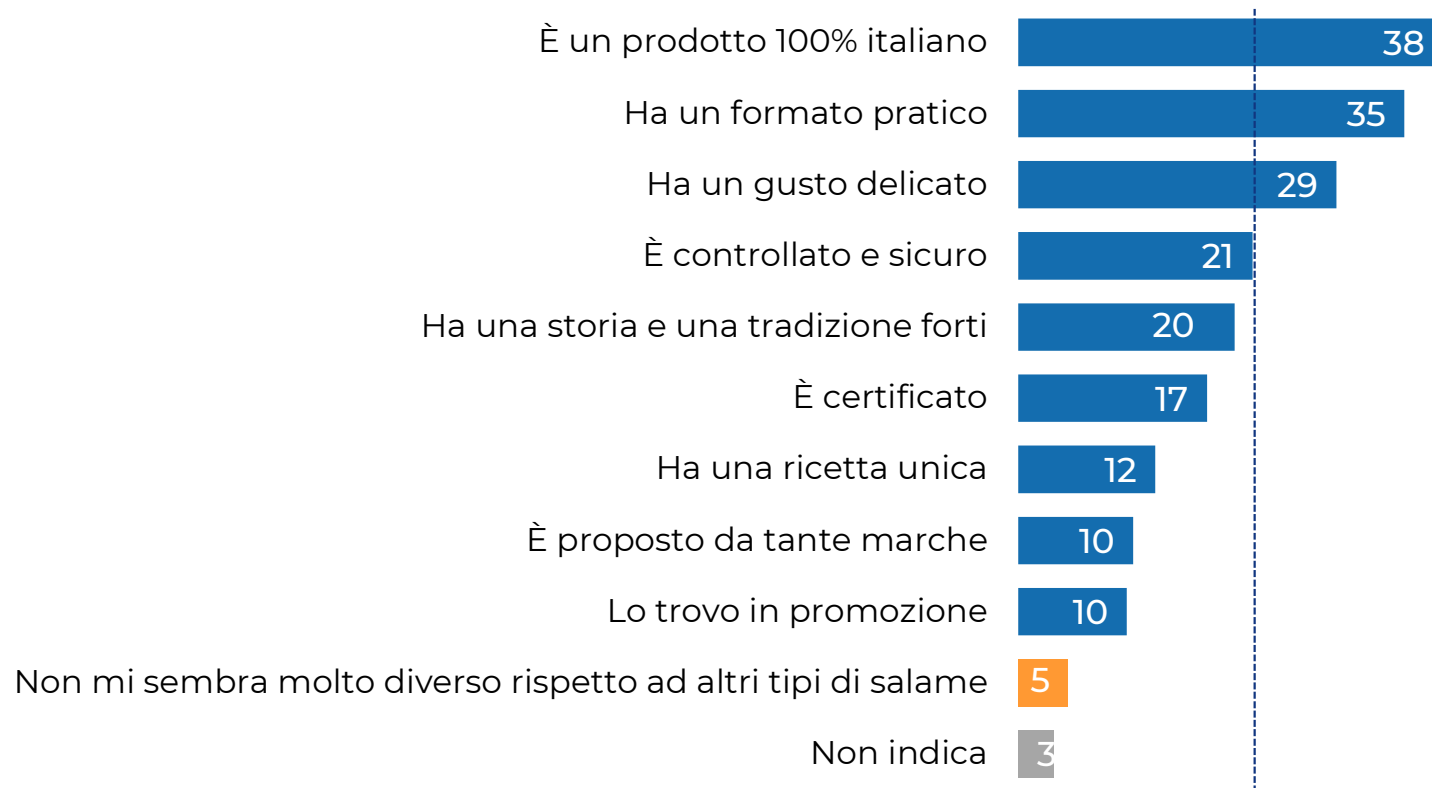 È un prodotto 100% italiano 38
Ha un formato pratico 35
Ha un gusto delicato 29
È controllato e sicuro 21
Ha una storia e una tradizione forti 20
È certificato 17
Ha una ricetta unica 12
È proposto da tante marche 10
Lo trovo in promozione 10
Non mi sembra molto diverso rispetto ad altri tipi di salame 5
Non indica 3